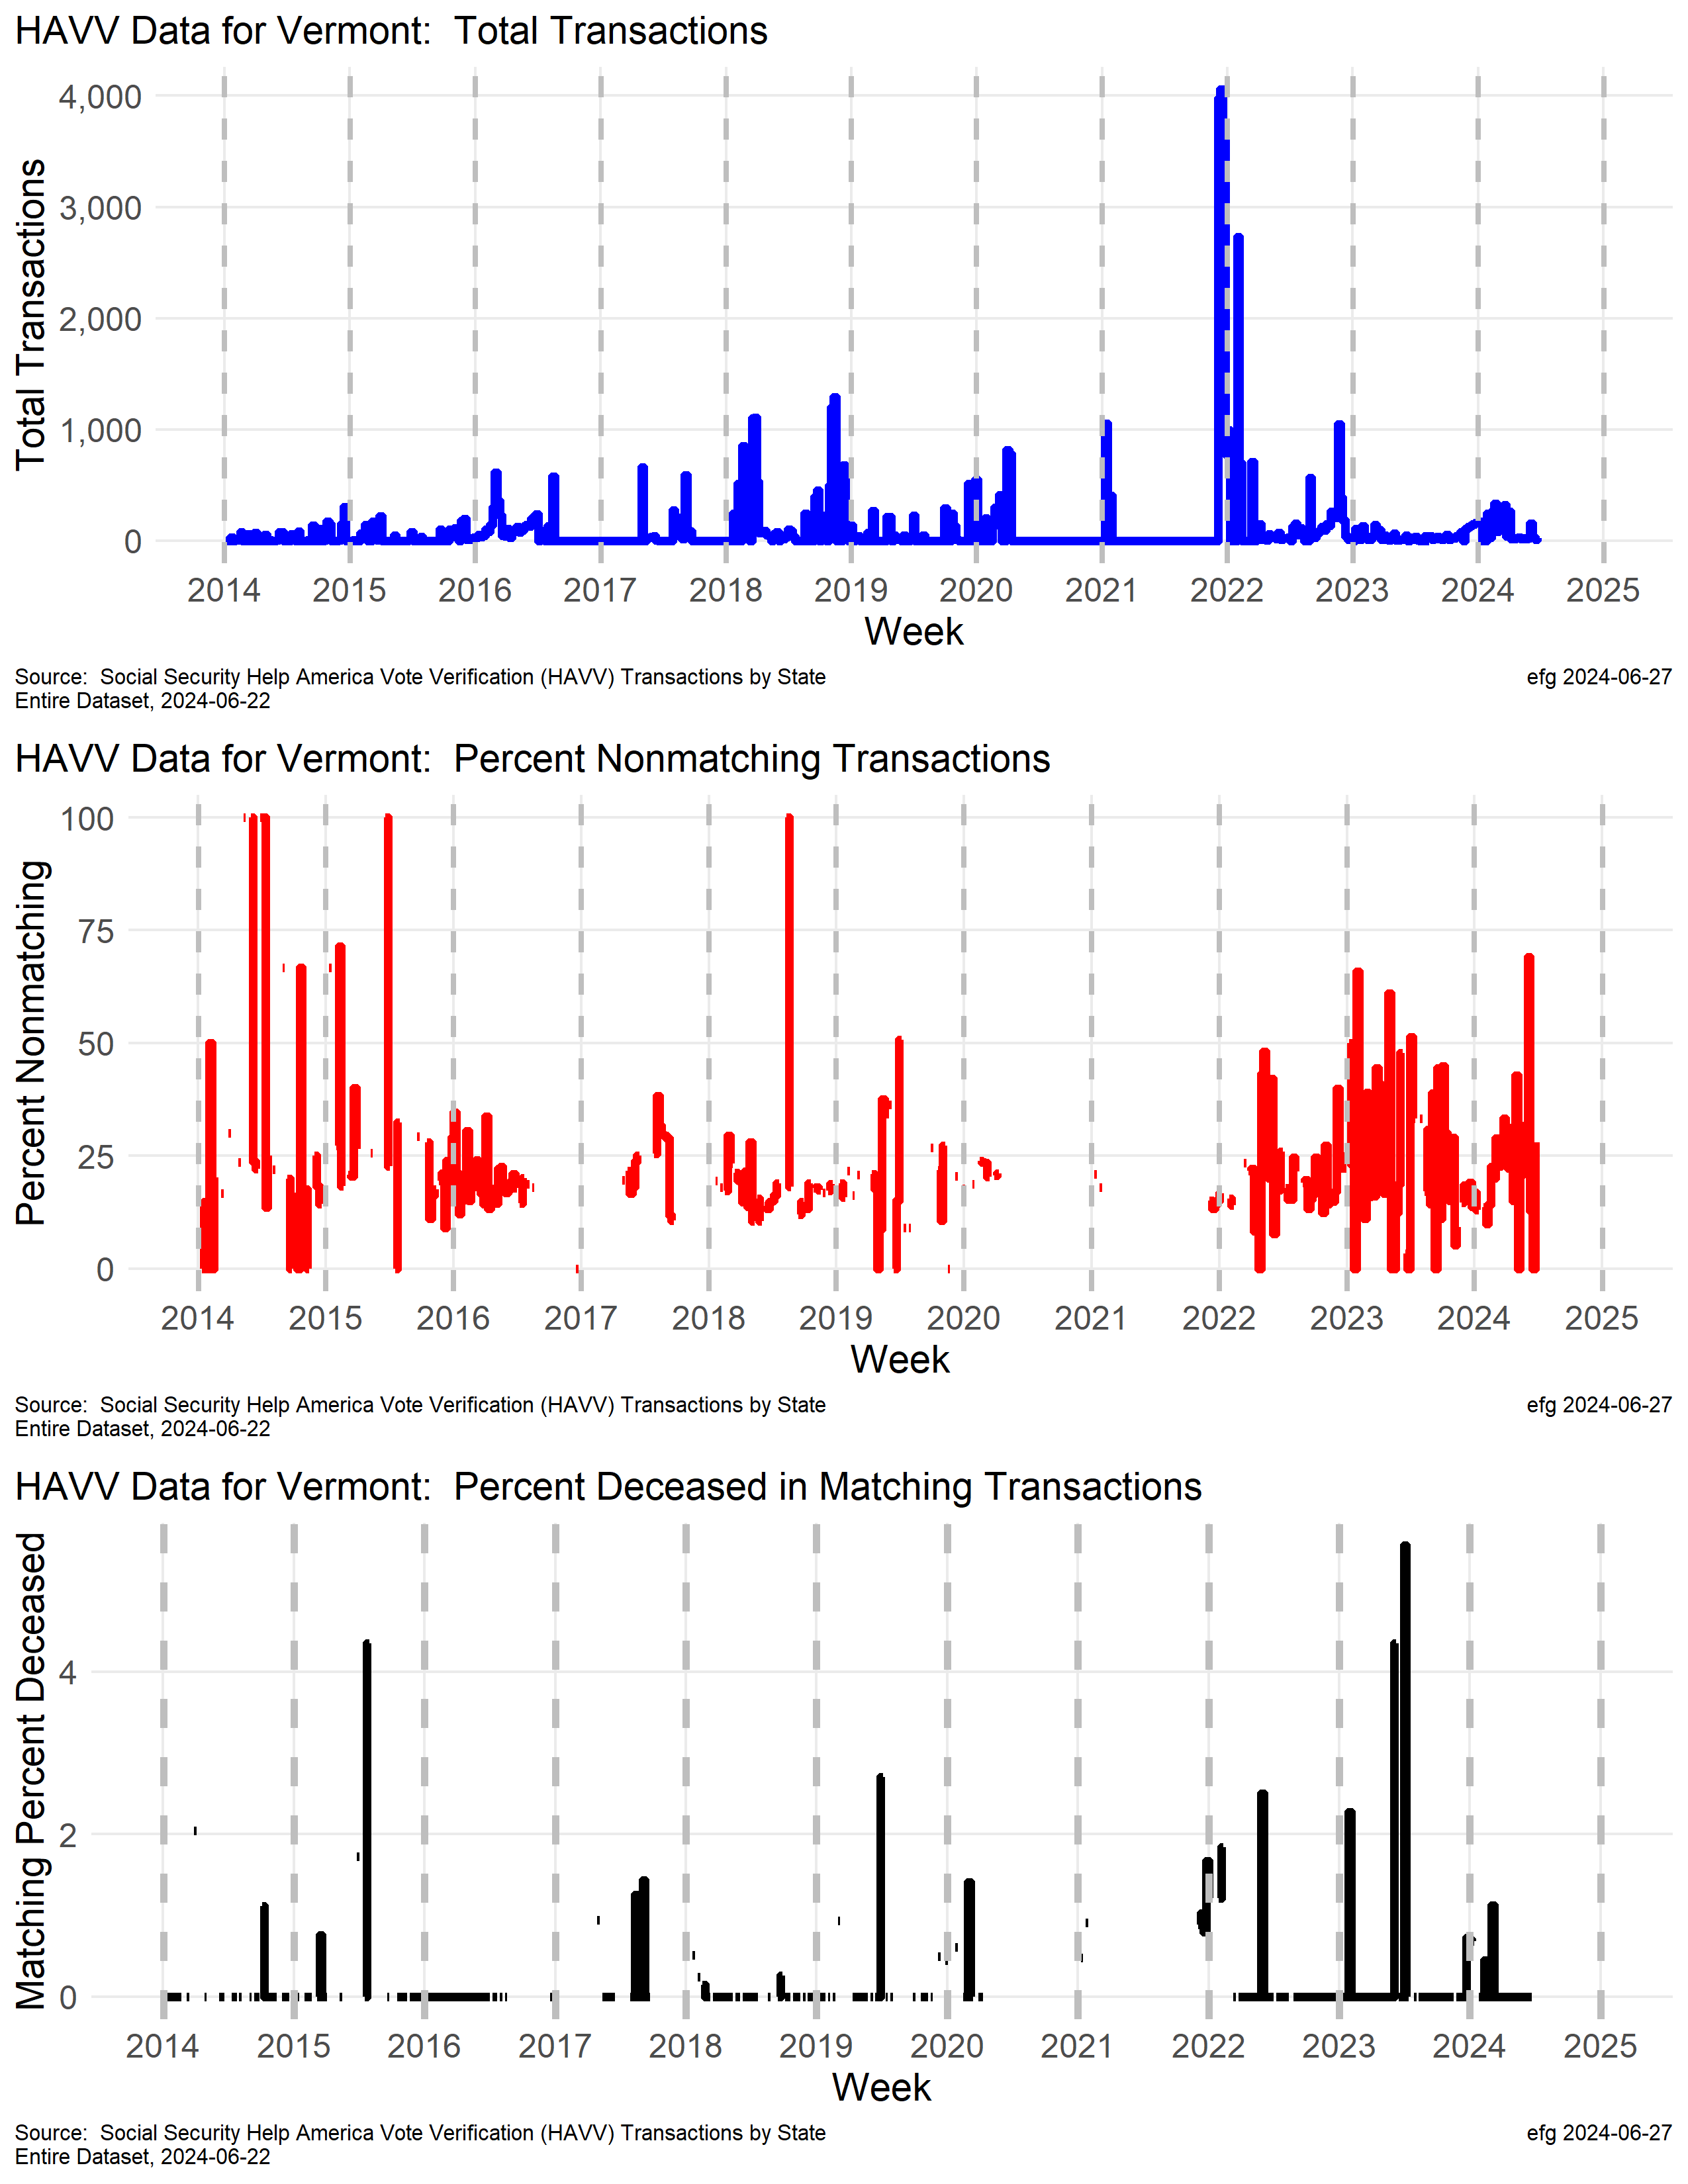 HAVV Data for Vermont:  Total Transactions
Total Transactions
4,000
3,000
2,000
1,000
0
2014 2015 2016 2017 2018 2019 2020 2021 2022 2023 2024 2025
Week
Source:  Social Security Help America Vote Verification (HAVV) Transactions by State
Entire Dataset, 2024-06-22
efg 2024-06-27
HAVV Data for Vermont:  Percent Nonmatching Transactions
Percent Nonmatching
100
75
50
25
0
2014 2015 2016 2017 2018 2019 2020 2021 2022 2023 2024 2025
Week
Source:  Social Security Help America Vote Verification (HAVV) Transactions by State
Entire Dataset, 2024-06-22
efg 2024-06-27
HAVV Data for Vermont:  Percent Deceased in Matching Transactions
Matching Percent Deceased
4
2
0
2014 2015 2016 2017 2018 2019 2020 2021 2022 2023 2024 2025
Week
Source:  Social Security Help America Vote Verification (HAVV) Transactions by State
Entire Dataset, 2024-06-22
efg 2024-06-27